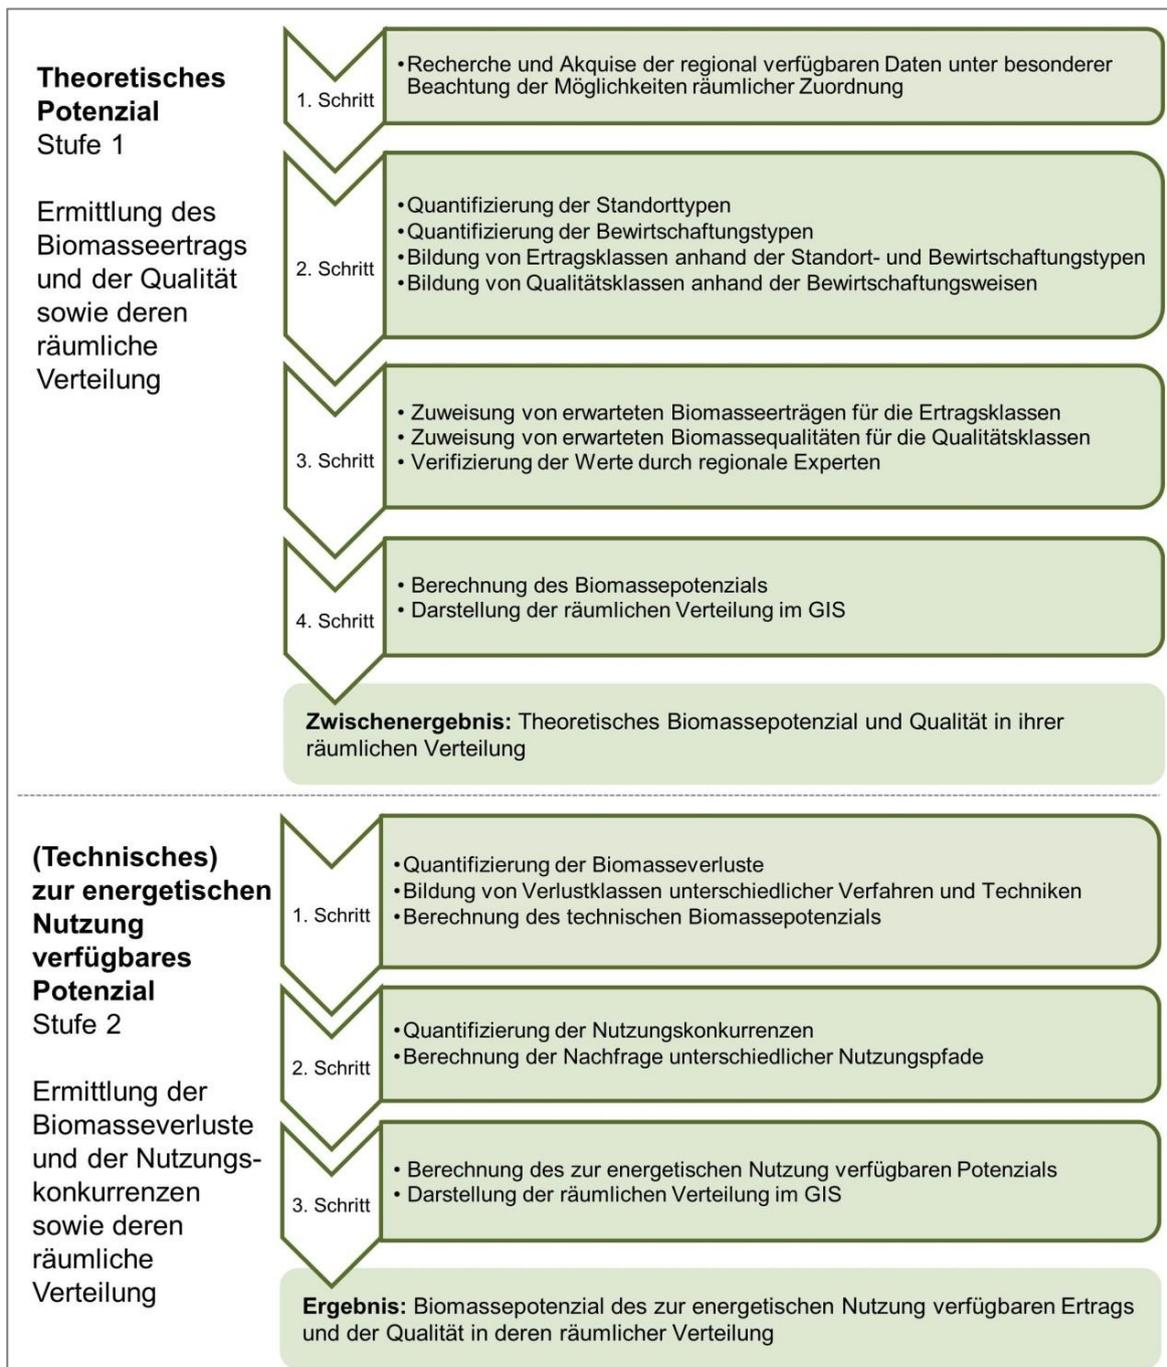 Theoretisches
Potenzial
Stufe 1
Ermittlung des
Biomasseertrags
und der Qualität
sowie deren
räumliche
Verteilung
1. Schritt
•Recherche und Akquise der regional verfügbaren Daten unter besonderer
Beachtung der Möglichkeiten räumlicher Zuordnung
2. Schritt
•Quantifizierung der Standorttypen
•Quantifizierung der Bewirtschaftungstypen
•Bildung von Ertragsklassen anhand der Standort- und Bewirtschaftungstypen
•Bildung von Qualitätsklassen anhand der Bewirtschaftungsweisen
3. Schritt
• Zuweisung von erwarteten Biomasseerträgen für die Ertragsklassen
• Zuweisung von erwarteten Biomassequalitäten für die Qualitätsklassen
• Verifizierung der Werte durch regionale Experten
4. Schritt
• Berechnung des Biomassepotenzials
• Darstellung der räumlichen Verteilung im GIS
Zwischenergebnis: Theoretisches Biomassepotenzial und Qualität in ihrer
räumlichen Verteilung
(Technisches)
zur energetischen
Nutzung
verfügbares
Potenzial
Stufe 2
Ermittlung der
Biomasseverluste
und der Nutzungs-
konkurrenzen
sowie deren
räumliche
Verteilung
1. Schritt
•Quantifizierung der Biomasseverluste
•Bildung von Verlustklassen unterschiedlicher Verfahren und Techniken
•Berechnung des technischen Biomassepotenzials
2. Schritt
•Quantifizierung der Nutzungskonkurrenzen
•Berechnung der Nachfrage unterschiedlicher Nutzungspfade
3. Schritt
• Berechnung des zur energetischen Nutzung verfügbaren Potenzials
• Darstellung der räumlichen Verteilung im GIS
Ergebnis: Biomassepotenzial des zur energetischen Nutzung verfügbaren Ertrags
und der Qualität in deren räumlicher Verteilung